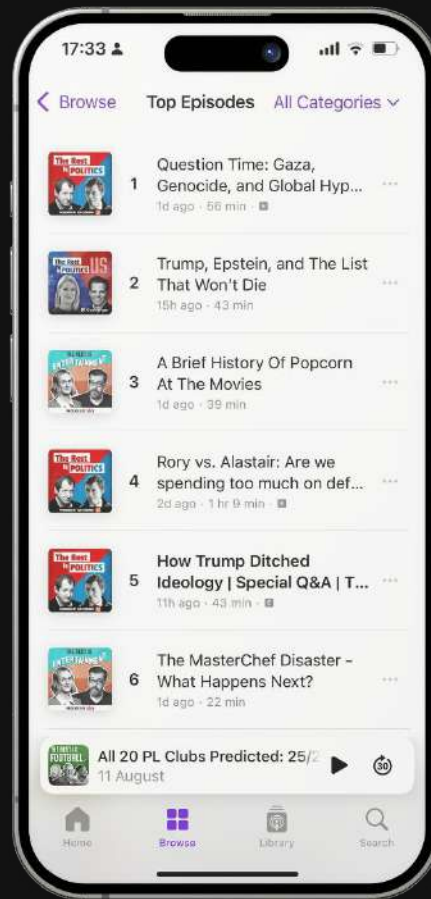 17:33
Browse
Top Episodes
All Categories
The Rest
is POLITICS
1
Question Time: Gaza,
Genocide, and Global Hyp...
1d ago · 56 min · E
The Rest
is POLITICS US
2
Trump, Epstein, and The List
That Won't Die
15h ago · 43 min
THE REST IS
ENTERTAINMENT
3
A Brief History Of Popcorn
At The Movies
1d ago · 39 min
The Rest
is POLITICS
4
Rory vs. Alastair: Are we
spending too much on def...
2d ago · 1 hr 9 min · E
The Rest
is POLITICS
5
How Trump Ditched
Ideology | Special Q&A | T...
11h ago · 43 min · E
THE REST IS
ENTERTAINMENT
6
The MasterChef Disaster –
What Happens Next?
1d ago · 22 min
THE REST IS
FOOTBALL
All 20 PL Clubs Predicted: 25/2
11 August
30
Home
Browse
Library
Search